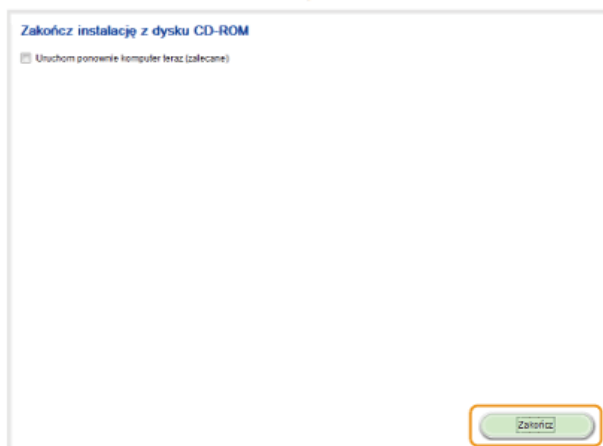 Zakończ instalację z dysku CD-ROM
Uruchom ponownie komputer teraz (zalecane)
Zakończ